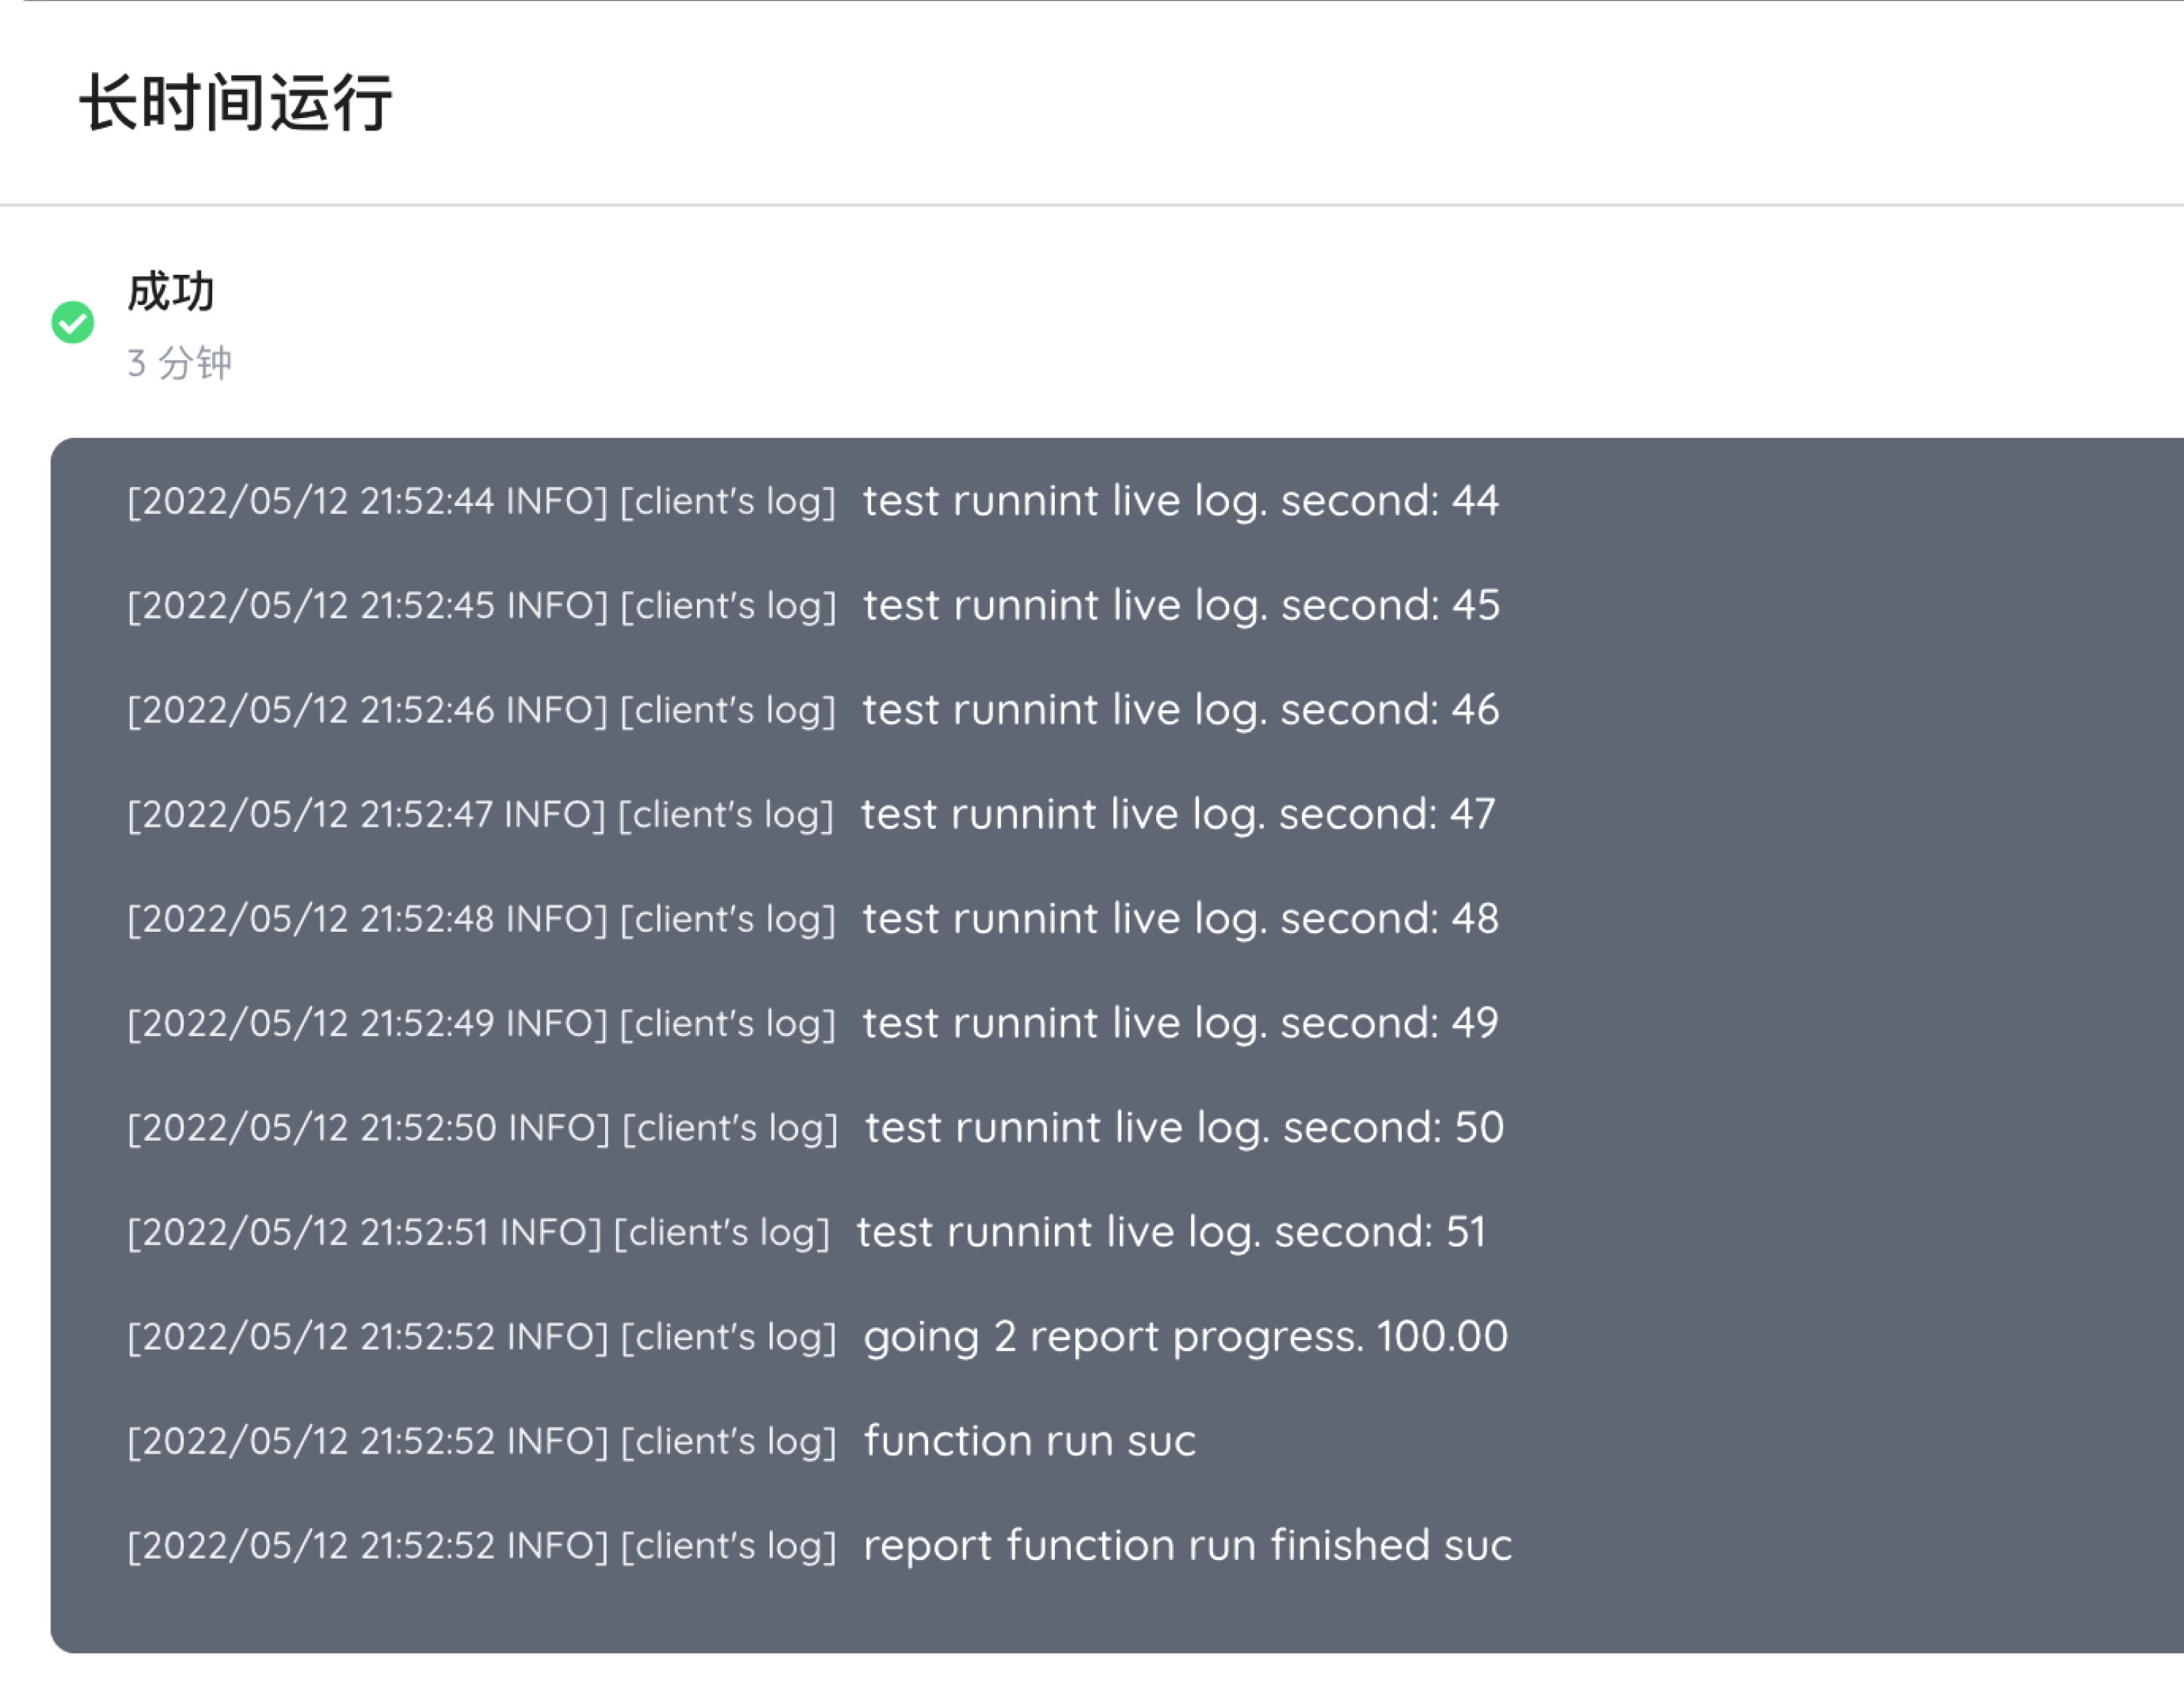 长时间运行
成功
3 分钟
[2022/05/12 21:52:44 INFO] [client's log] test runnint live log. second: 44
[2022/05/12 21:52:45 INFO] [client's log] test runnint live log. second: 45
[2022/05/12 21:52:46 INFO] [client's log] test runnint live log. second: 46
[2022/05/12 21:52:47 INFO] [client's log] test runnint live log. second: 47
[2022/05/12 21:52:48 INFO] [client's log] test runnint live log. second: 48
[2022/05/12 21:52:49 INFO] [client's log] test runnint live log. second: 49
[2022/05/12 21:52:50 INFO] [client's log] test runnint live log. second: 50
[2022/05/12 21:52:51 INFO] [client's log] test runnint live log. second: 51
[2022/05/12 21:52:52 INFO] [client's log] going 2 report progress. 100.00
[2022/05/12 21:52:52 INFO] [client's log] function run suc
[2022/05/12 21:52:52 INFO] [client's log] report function run finished suc